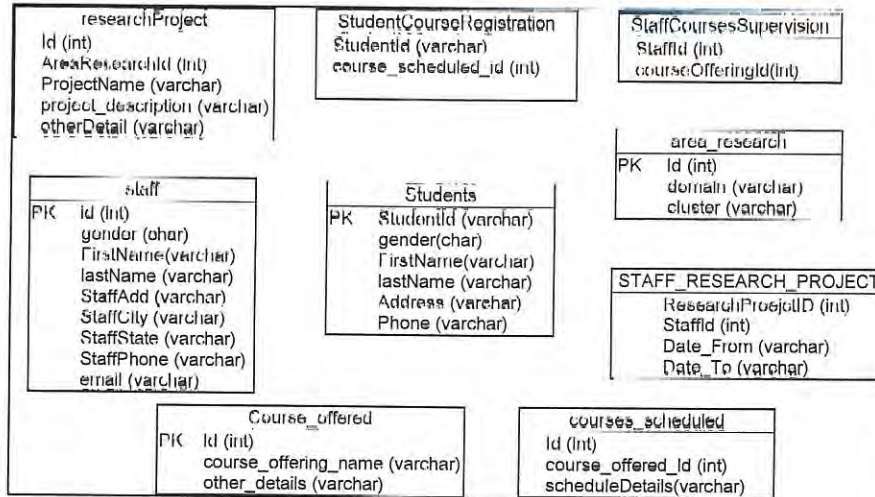 researchProject
Id (int)
AreaResearchId (int)
ProjectName (varchar)
project_description (varchar)
otherDetail (varchar)
StudentCourseRegistration
StudentId (varchar)
course_scheduled_id (int)
StaffCoursesSupervision
StaffId (int)
courseOfferingId(int)
area_research
PK Id (int)
domain (varchar)
cluster (varchar)
staff
PK id (int)
gender (char)
FirstName(varchar)
lastName (varchar)
StaffAdd (varchar)
StaffCity (varchar)
StaffState (varchar)
StaffPhone (varchar)
email (varchar)
Students
PK StudentId (varchar)
gender(char)
FirstName(varchar)
lastName (varchar)
Address (varchar)
Phone (varchar)
STAFF_RESEARCH_PROJECT
ResearchProejctID (int)
StaffId (int)
Date_From (varchar)
Date_To (varchar)
Course_offered
PK Id (int)
course_offering_name (varchar)
other_details (varchar)
courses_scheduled
Id (int)
course_offered_Id (int)
scheduleDetails(varchar)